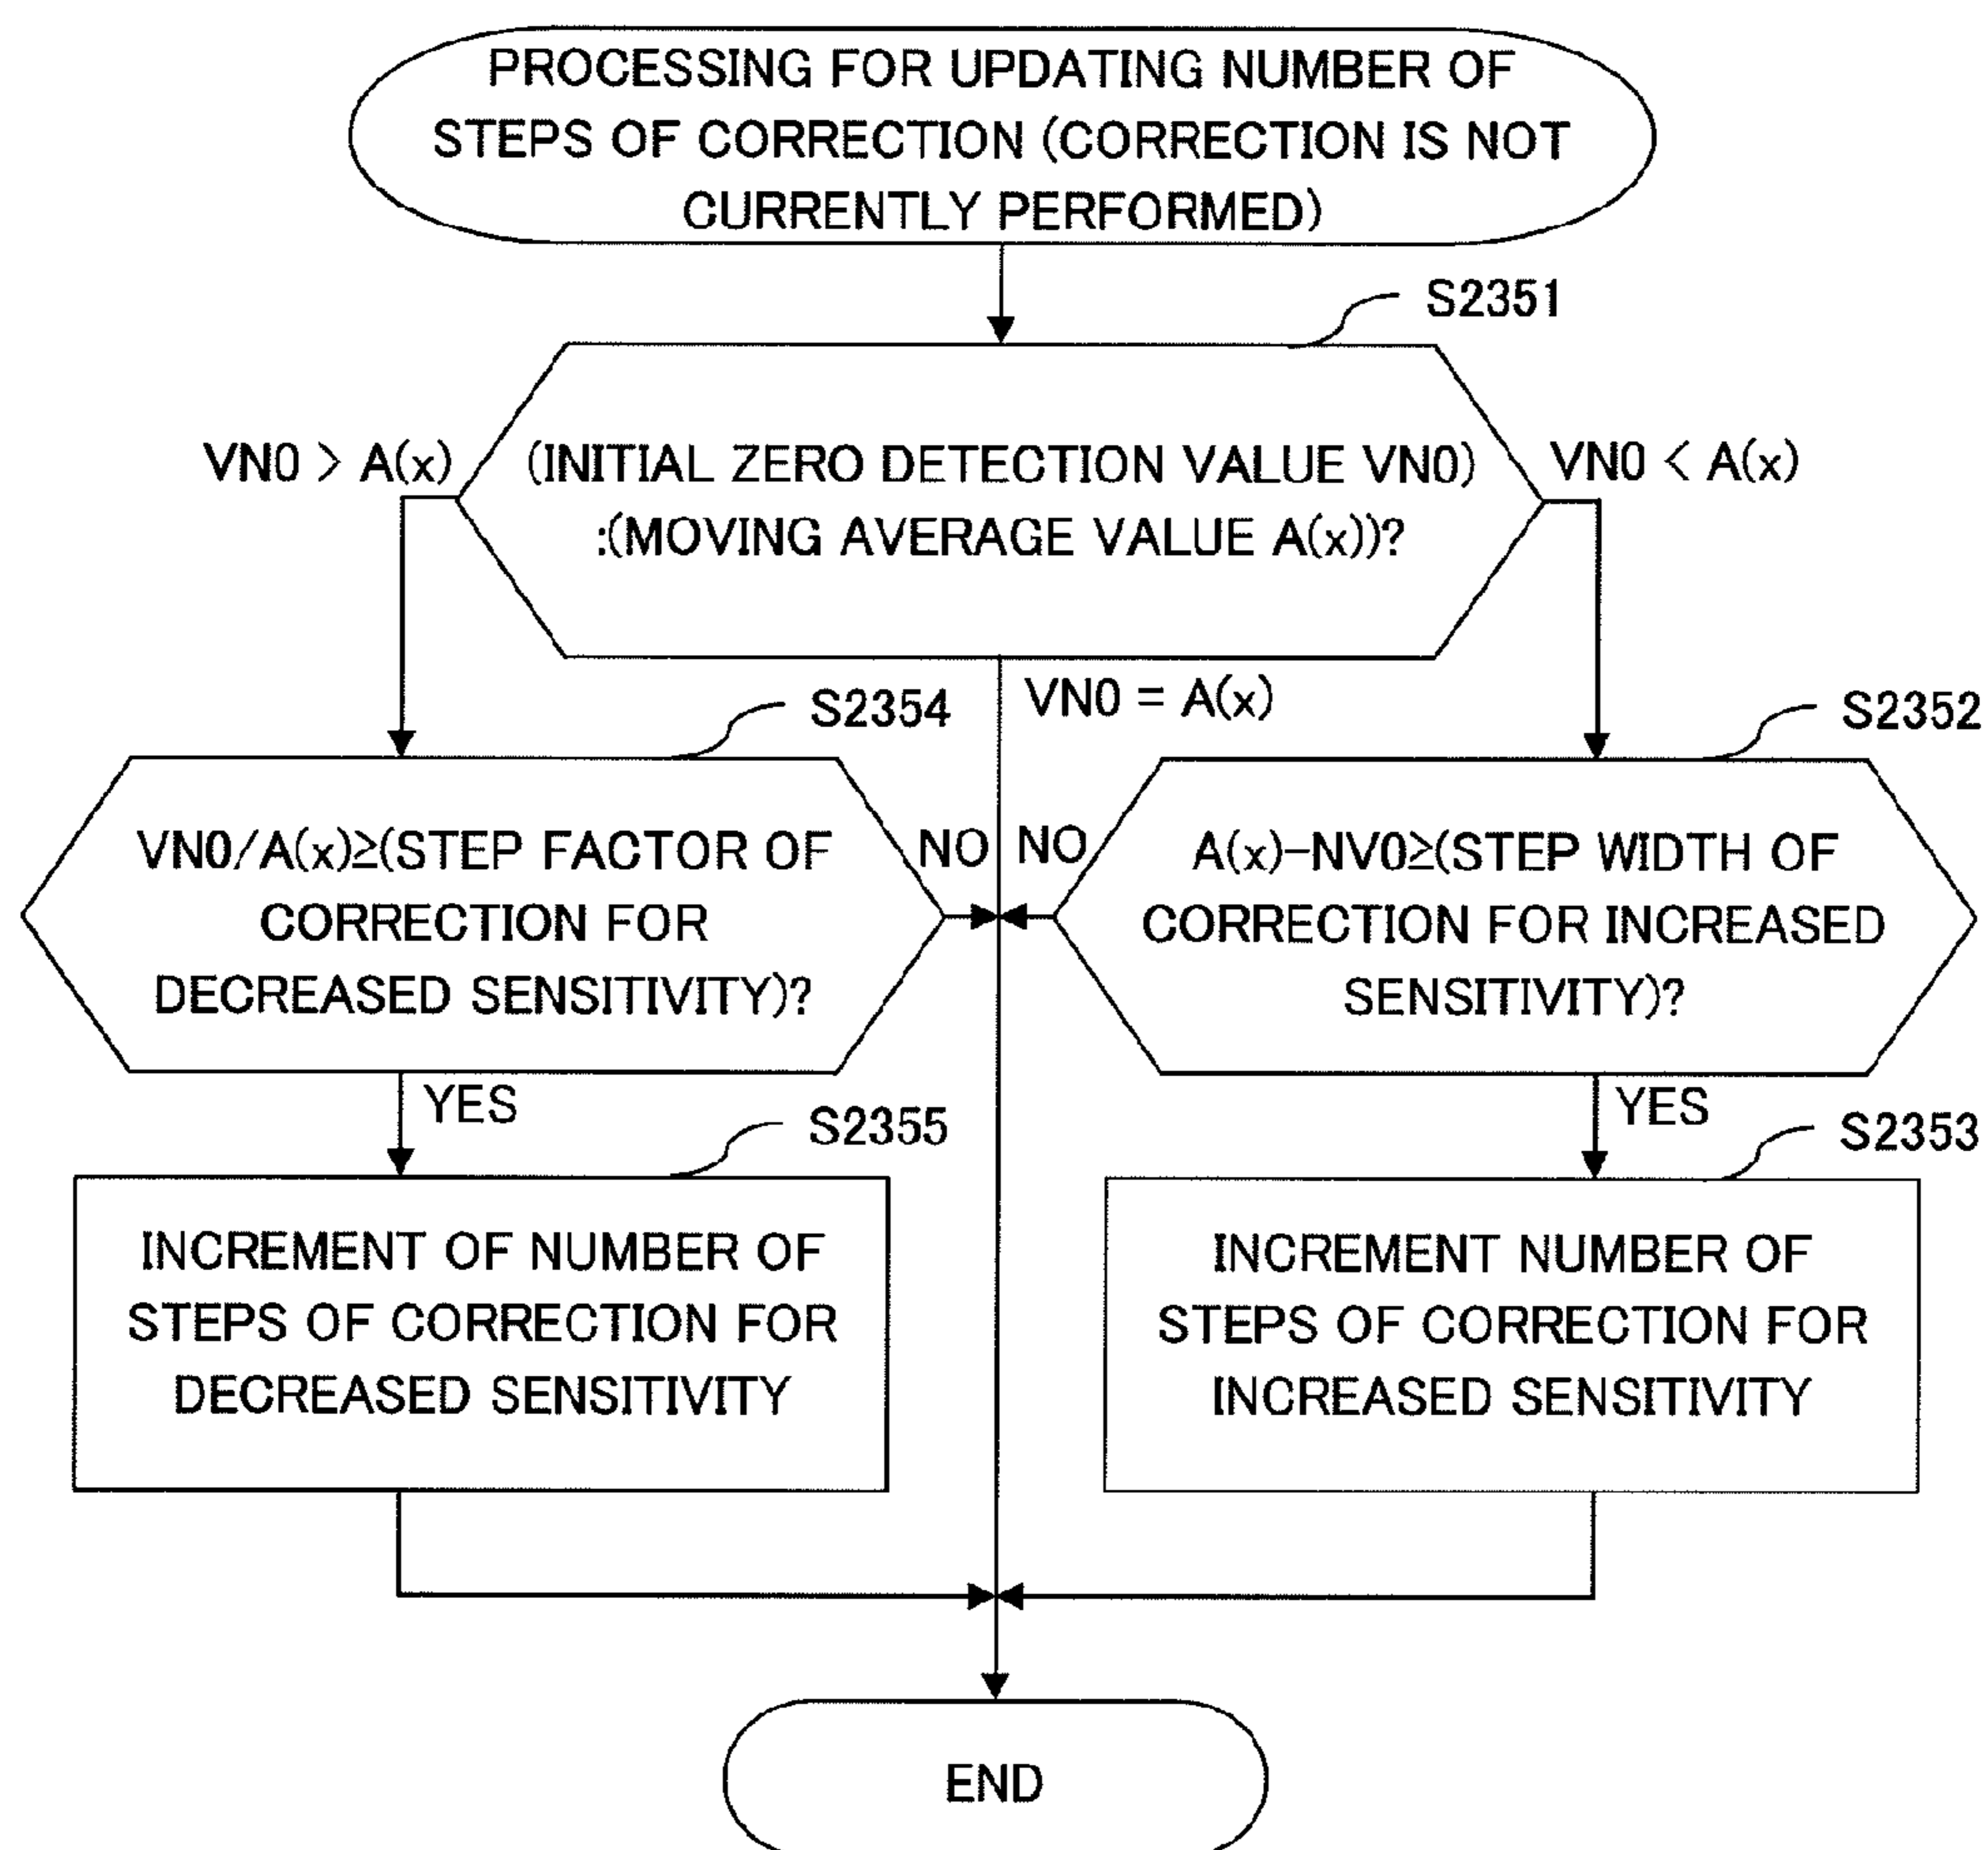 PROCESSING FOR UPDATING NUMBER OF
STEPS OF CORRECTION (CORRECTION IS NOT
CURRENTLY PERFORMED)
S2351
VN0 > A(x)
(INITIAL ZERO DETECTION VALUE VN0)
:(MOVING AVERAGE VALUE A(x))?
VN0 < A(x)
VN0 = A(x)
S2354
VN0/A(x)≥(STEP FACTOR OF
CORRECTION FOR
DECREASED SENSITIVITY)?
NO
NO
S2352
A(x)-NV0≥(STEP WIDTH OF
CORRECTION FOR INCREASED
SENSITIVITY)?
YES
S2355
INCREMENT OF NUMBER OF
STEPS OF CORRECTION FOR
DECREASED SENSITIVITY
YES
S2353
INCREMENT NUMBER OF
STEPS OF CORRECTION FOR
INCREASED SENSITIVITY
END